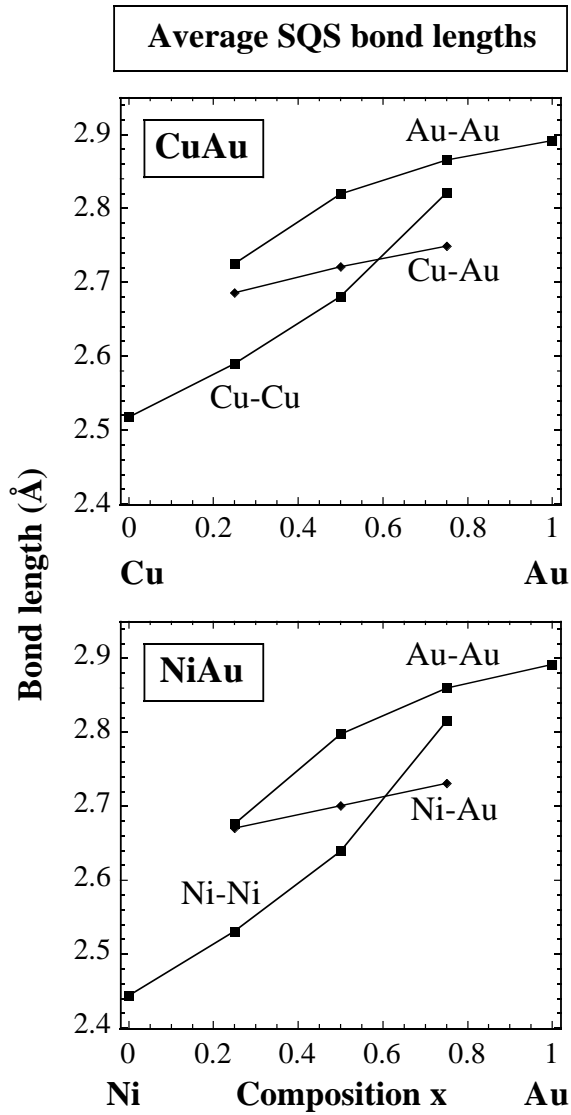 Average SQS bond lengths
CuAu
Au-Au
Cu-Au
Cu-Cu
2.9
2.8
2.7
2.6
2.5
2.4
0 0.2 0.4 0.6 0.8 1
Cu Au
Bond length (Å)
NiAu
Au-Au
Ni-Au
Ni-Ni
2.9
2.8
2.7
2.6
2.5
2.4
0 0.2 0.4 0.6 0.8 1
Ni Composition x Au